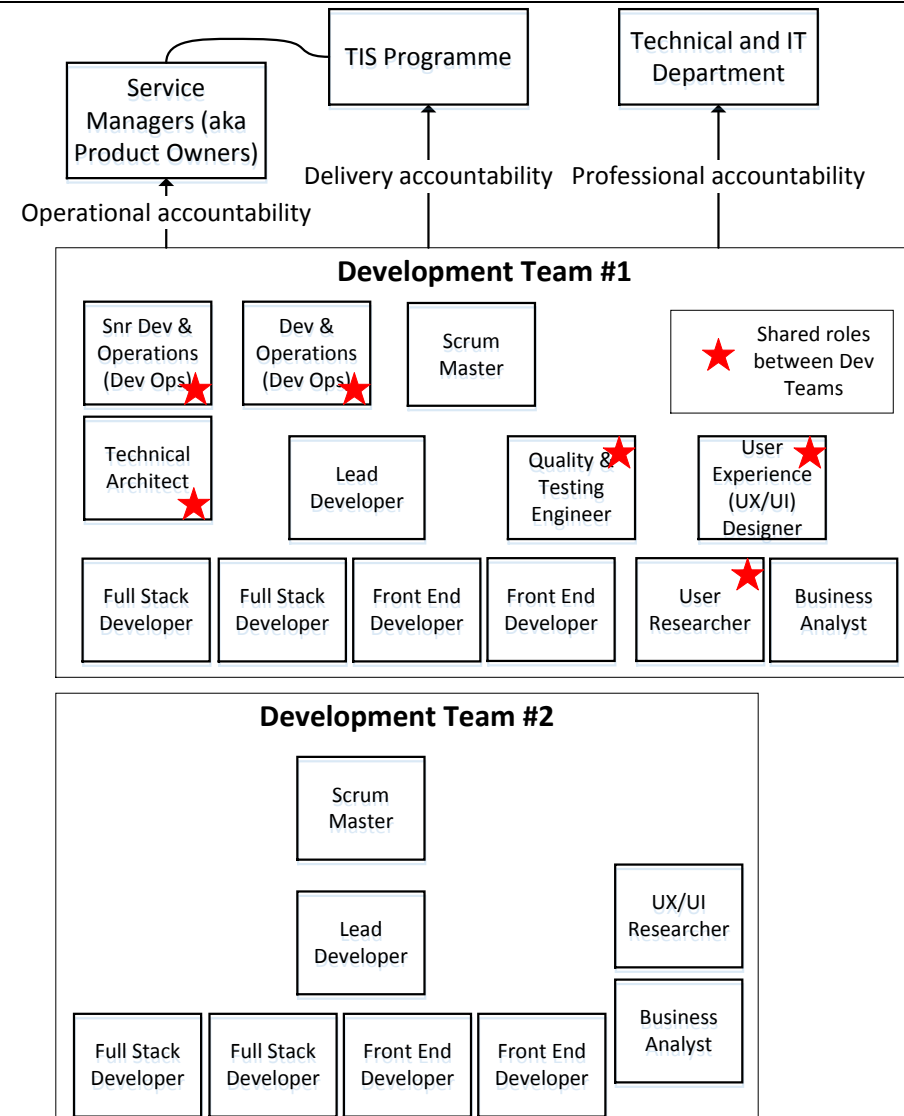 Service
Managers (aka
Product Owners)
TIS Programme
Technical and IT
Department
Operational accountability
Delivery accountability
Professional accountability
Development Team #1
Snr Dev &
Operations
(Dev Ops)
Dev &
Operations
(Dev Ops)
Scrum
Master
Shared roles
between Dev
Teams
Technical
Architect
Lead
Developer
Quality &
Testing
Engineer
User
Experience
(UX/UI)
Designer
Full Stack
Developer
Full Stack
Developer
Front End
Developer
Front End
Developer
User
Researcher
Business
Analyst
Development Team #2
Scrum
Master
Lead
Developer
UX/UI
Researcher
Business
Analyst
Full Stack
Developer
Full Stack
Developer
Front End
Developer
Front End
Developer